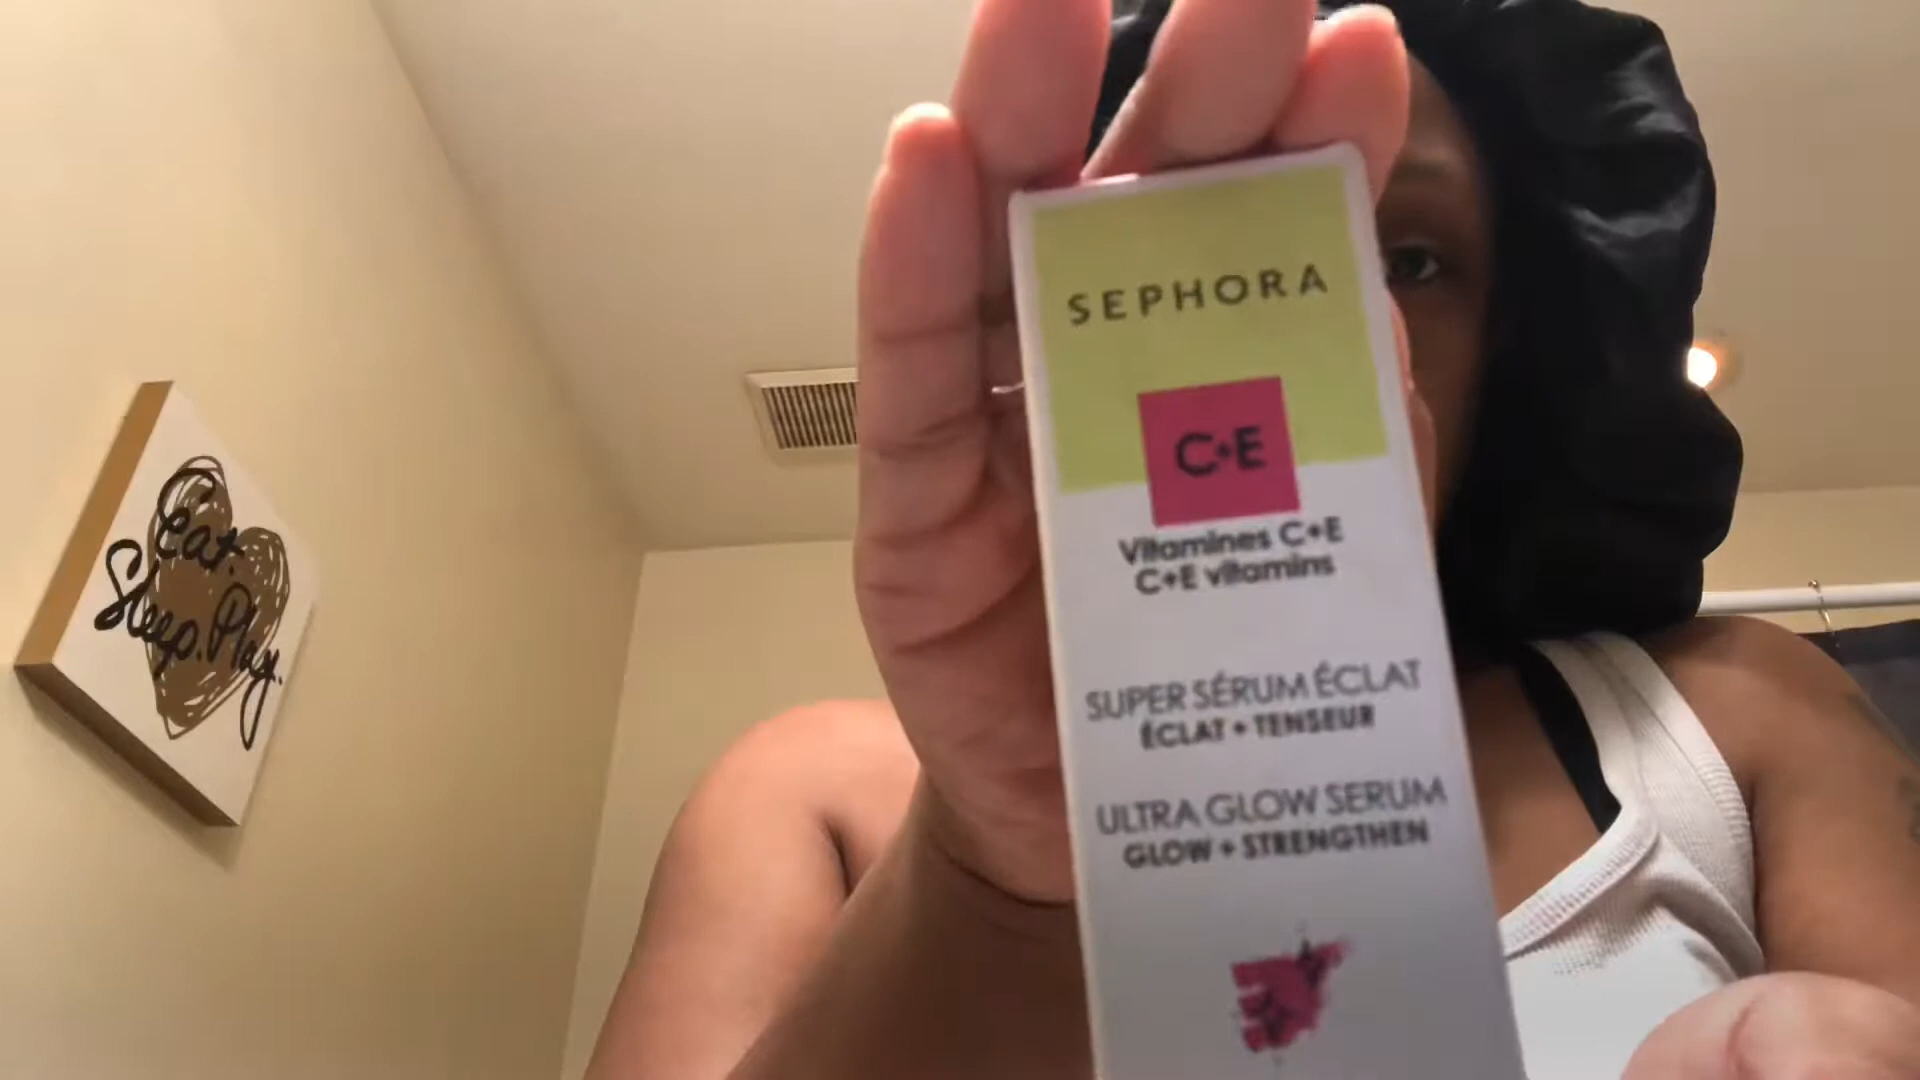 Eat.
Sleep. Play.
SEPHORA
C+E
Vitamines C+E
C+E vitamins
SUPER SÉRUM ÉCLAT
ÉCLAT + TENSEUR
ULTRA GLOW SERUM
GLOW + STRENGTHEN